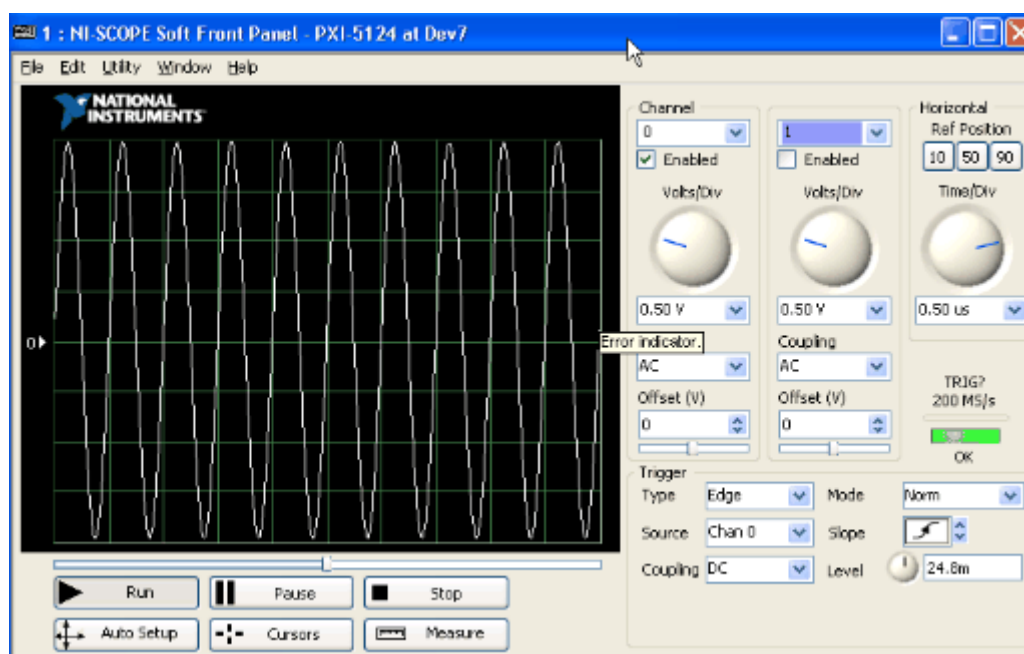 1 : NI-SCOPE Soft Front Panel - PXI-5124 at Dev7
File Edit Utility Window Help
NATIONAL
INSTRUMENTS
0
Channel
0
Enabled
Volts/Div
0.50 V
Error indicator.
AC
Offset (V)
0
1
Enabled
Volts/Div
0.50 V
Coupling
AC
Offset (V)
0
Horizontal
Ref Position
10 50 90
Time/Div
0.50 us
TRIG?
200 MS/s
OK
Trigger
Type Edge Mode Norm
Source Chan 0 Slope
Coupling DC Level 24.8m
Run Pause Stop
Auto Setup Cursors Measure